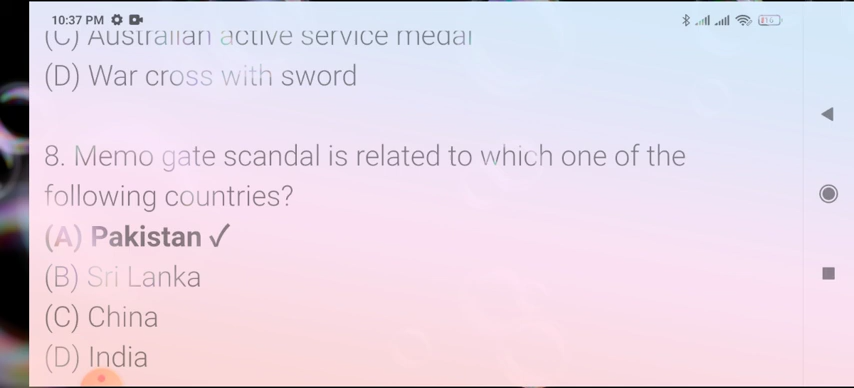 10:37 PM
(C) Australian active service medal
(D) War cross with sword
8. Memo gate scandal is related to which one of the
following countries?
(A) Pakistan ✓
(B) Sri Lanka
(C) China
(D) India